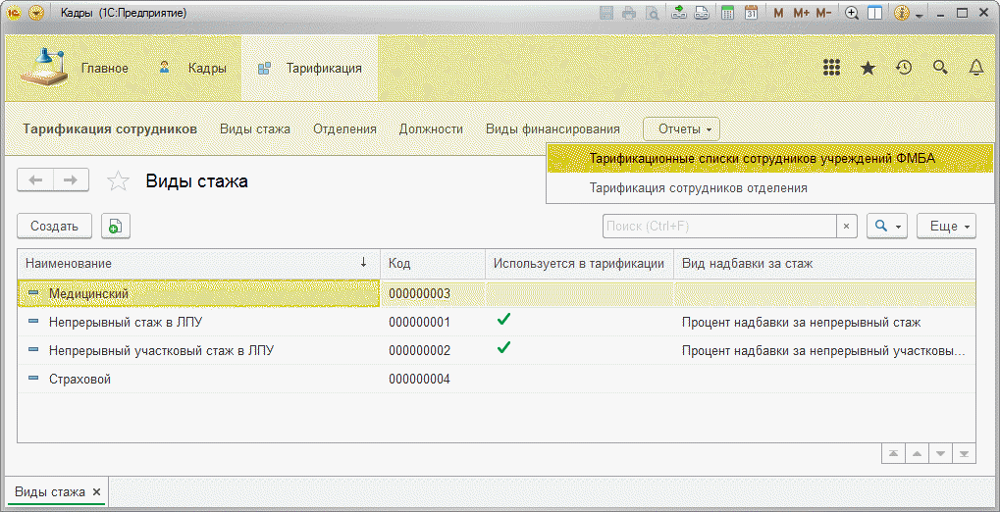 Кадры (1С:Предприятие)
M M+ M-
Главное Кадры Тарификация
Тарификация сотрудников Виды стажа Отделения Должности Виды финансирования Отчеты
Тарификационные списки сотрудников учреждений ФМБА
Тарификация сотрудников отделения
Виды стажа
Создать Поиск (Ctrl+F) × Еще
Наименование ↓ Код Используется в тарификации Вид надбавки за стаж
Медицинский 000000003
Непрерывный стаж в ЛПУ 000000001 Процент надбавки за непрерывный стаж
Непрерывный участковый стаж в ЛПУ 000000002 Процент надбавки за непрерывный участковы...
Страховой 000000004
Виды стажа ×